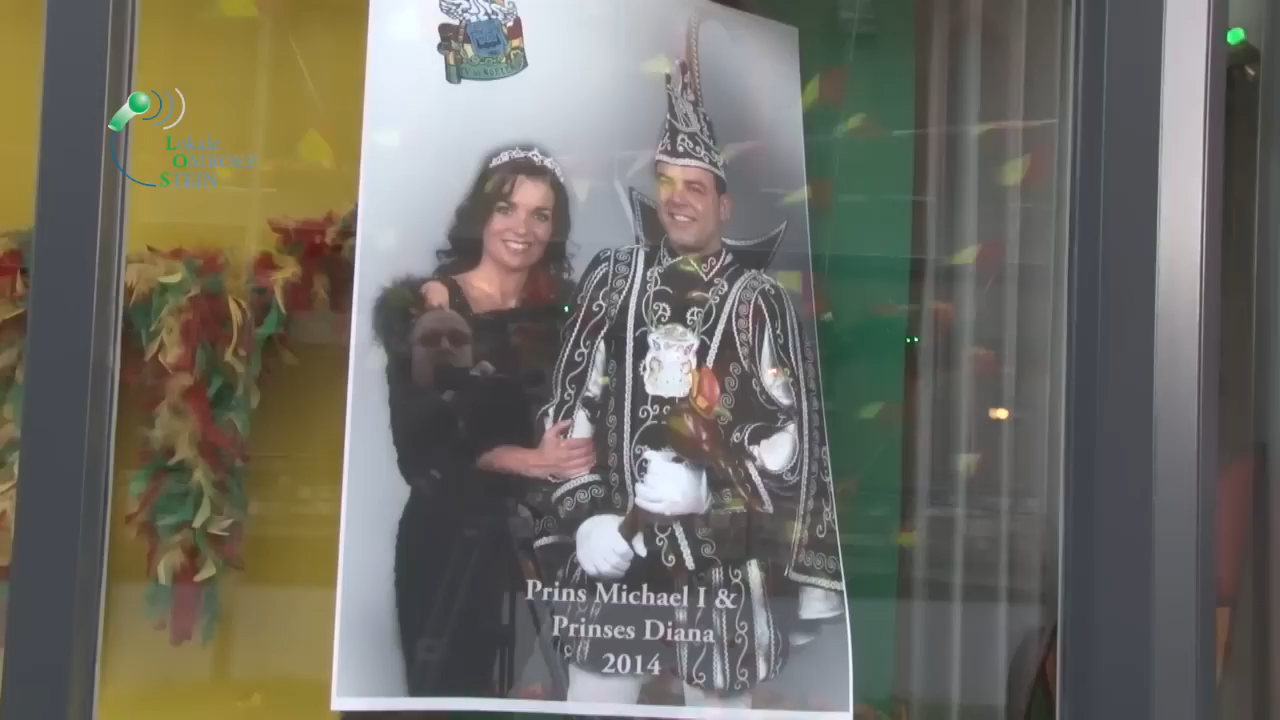 Lokale
OMROEP
STEIN
Prins Michael I &
Prinses Diana
2014